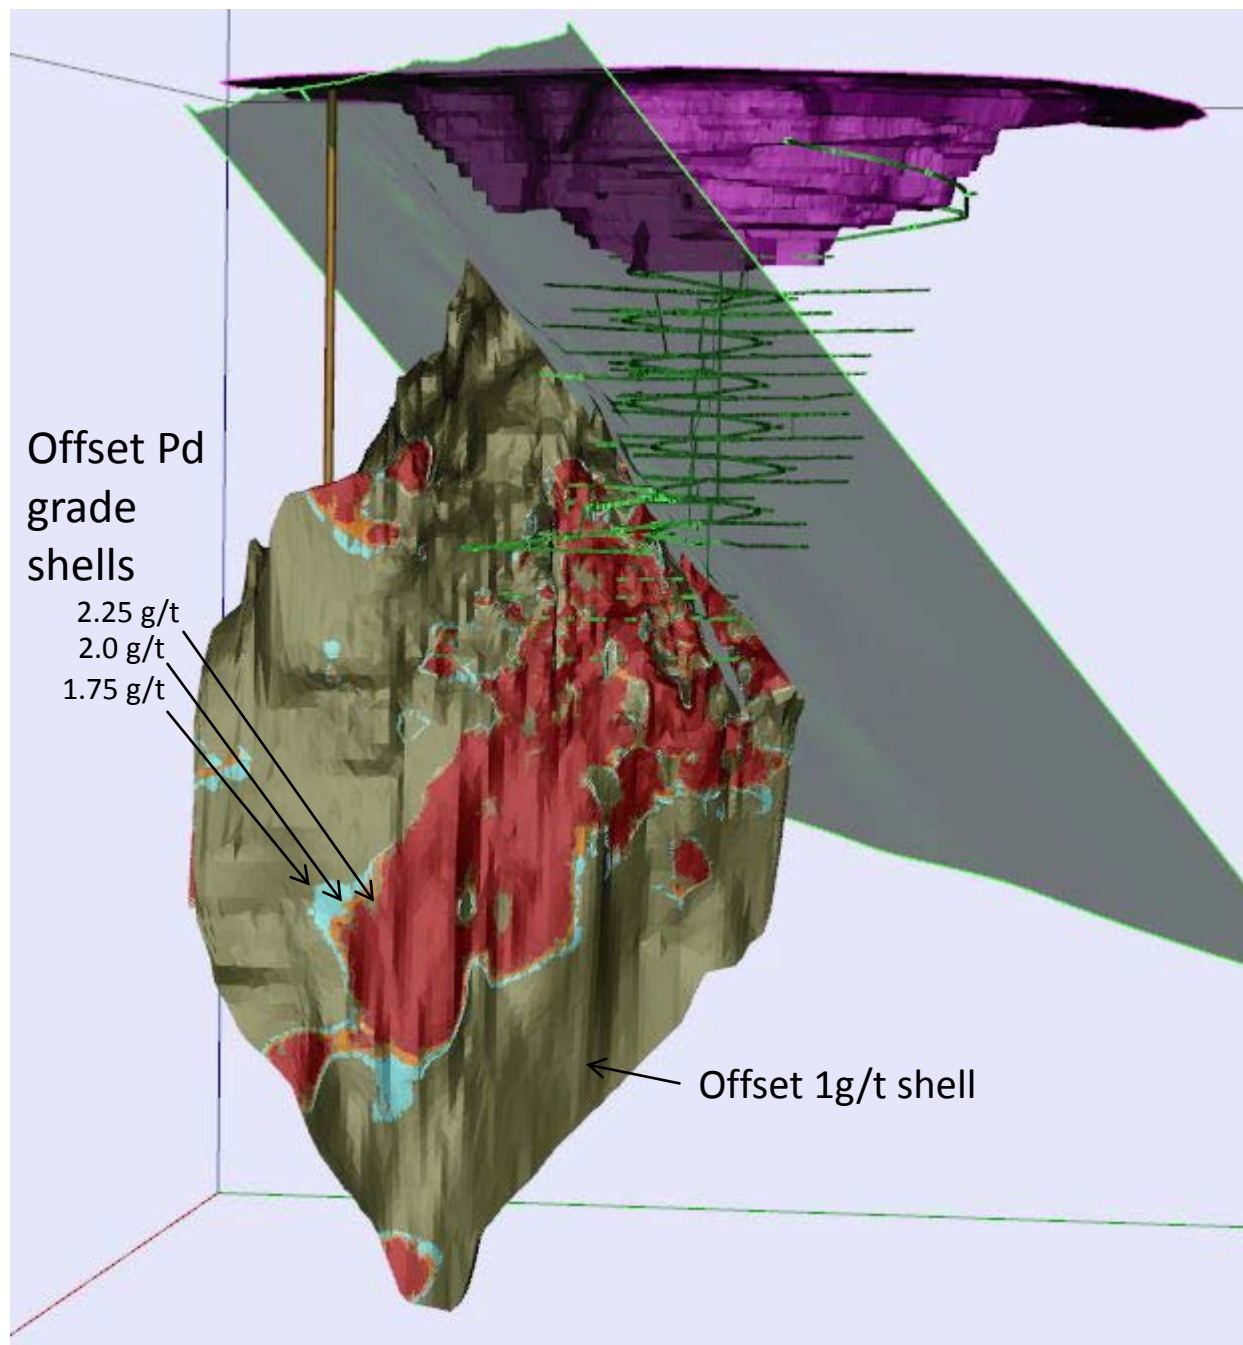 Offset Pd
grade
shells
2.25 g/t
2.0 g/t
1.75 g/t
Offset 1g/t shell